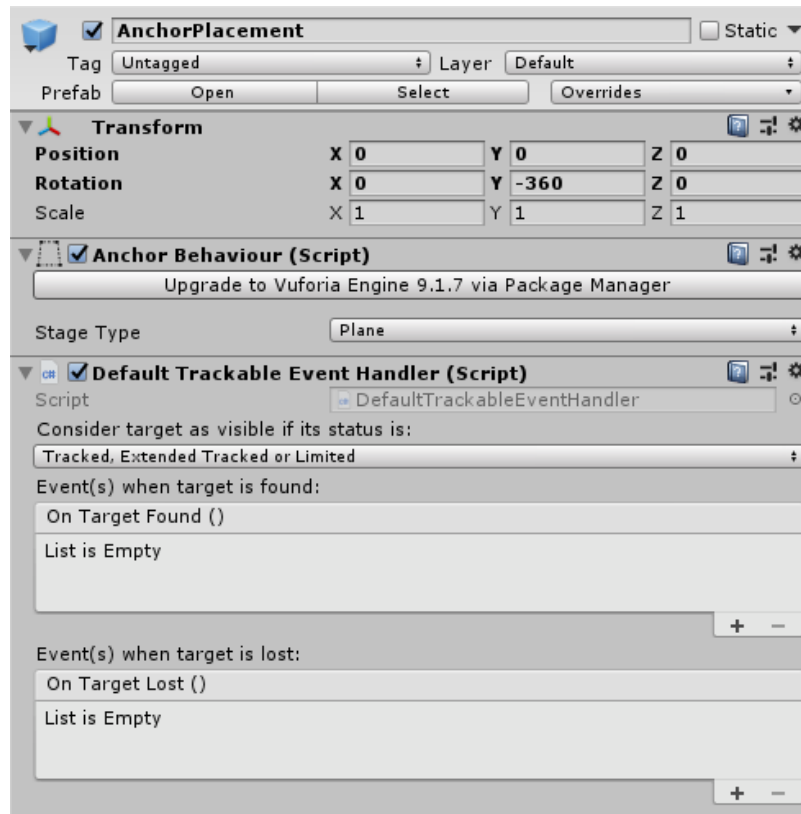 AnchorPlacement Static
Tag Untagged Layer Default
Prefab Open Select Overrides
Transform
Position X 0 Y 0 Z 0
Rotation X 0 Y -360 Z 0
Scale X 1 Y 1 Z 1
Anchor Behaviour (Script)
Upgrade to Vuforia Engine 9.1.7 via Package Manager
Stage Type Plane
c# Default Trackable Event Handler (Script)
Script DefaultTrackableEventHandler
Consider target as visible if its status is:
Tracked, Extended Tracked or Limited
Event(s) when target is found:
On Target Found ()
List is Empty
+ −
Event(s) when target is lost:
On Target Lost ()
List is Empty
+ −